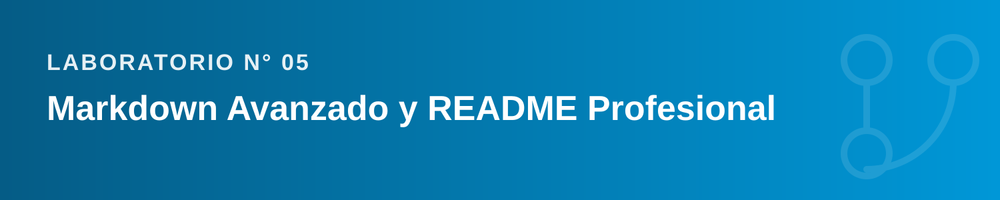 LABORATORIO N° 05
Markdown Avanzado y README Profesional